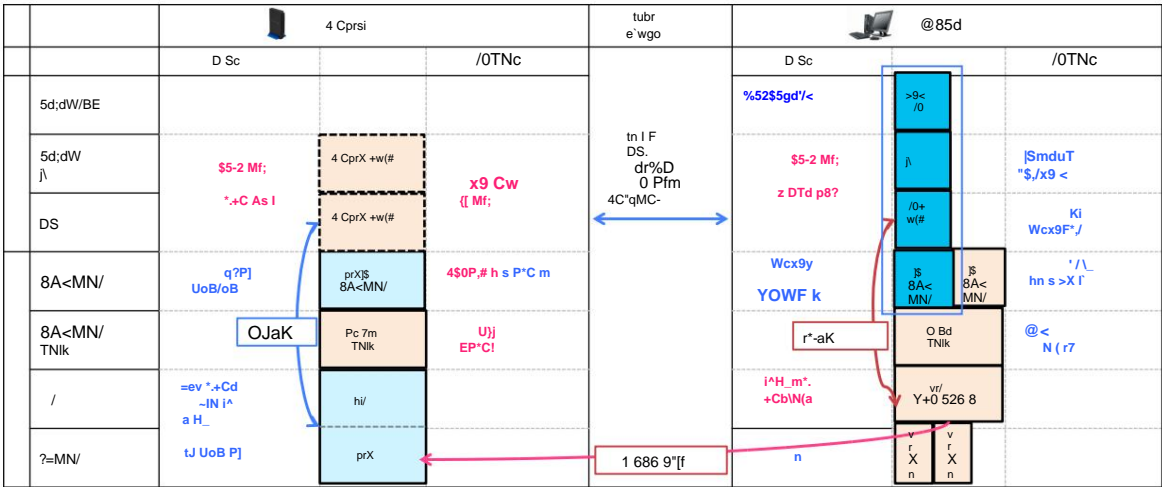 4 Cprsi
tubr
e`wgo
@85d
D Sc
/0TNc
D Sc
/0TNc
5d;dW/BE
%52$5gd'/<
>9<
/0
5d;dW
j\
$5-2 Mf;
*.+C As I
4 CprX +w(#
x9 Cw
{[ Mf;
tn I F
DS.
dr%D
0 Pfm
4C"qMC-
$5-2 Mf;
z DTd p8?
j\
|SmduT
"$,/x9 <
DS
4 CprX +w(#
/0+
w(#
Ki
Wcx9F*,/
8A<MN/
q?P]
UoB/oB
prX]$
8A<MN/
4$0P,# h s P*C m
Wcx9y
YOWF k
]$
8A<
MN/
]$
8A<
MN/
' / \_
hn s >X l`
8A<MN/
TNlk
OJaK
Pc 7m
TNlk
U}j
EP*C!
r*-aK
O Bd
TNlk
@<
N ( r7
/
=ev *.+Cd
~IN i^
a H_
hi/
i^H_m*.
+Cb\N(a
vr/
Y+0 526 8
?=MN/
tJ UoB P]
prX
1 686 9"[f
n
v
r
X
n
v
r
X
n